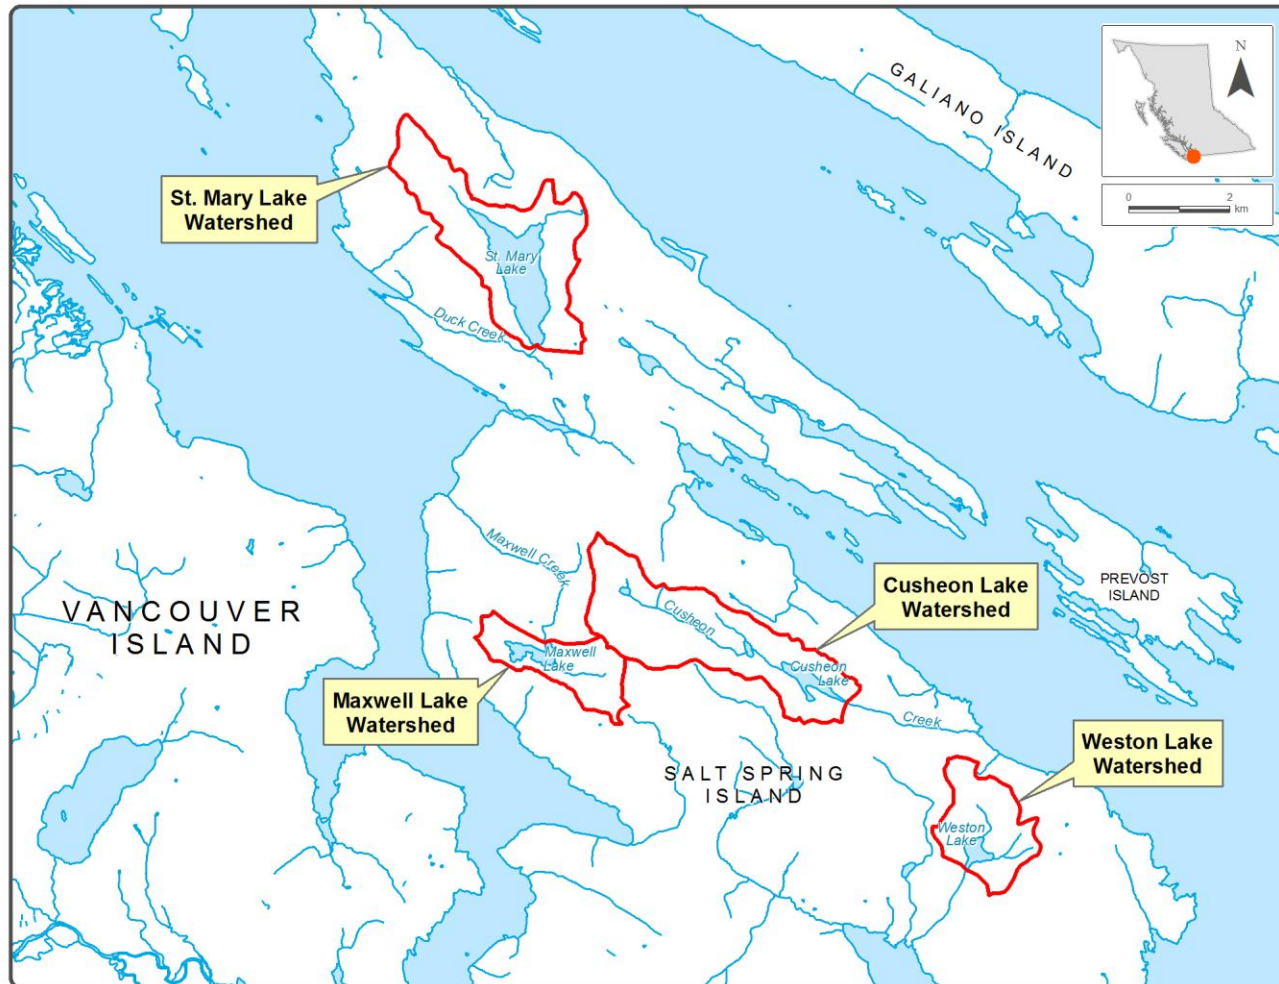 GALIANO ISLAND
N
0 2
km
St. Mary Lake
Watershed
St. Mary
Lake
Duck Creek
Maxwell Creek
VANCOUVER
ISLAND
Cusheon
Cusheon Lake
Watershed
PREVOST
ISLAND
Maxwell
Lake
Cusheon
Lake
Maxwell Lake
Watershed
Creek
SALT SPRING
ISLAND
Weston Lake
Watershed
Weston
Lake